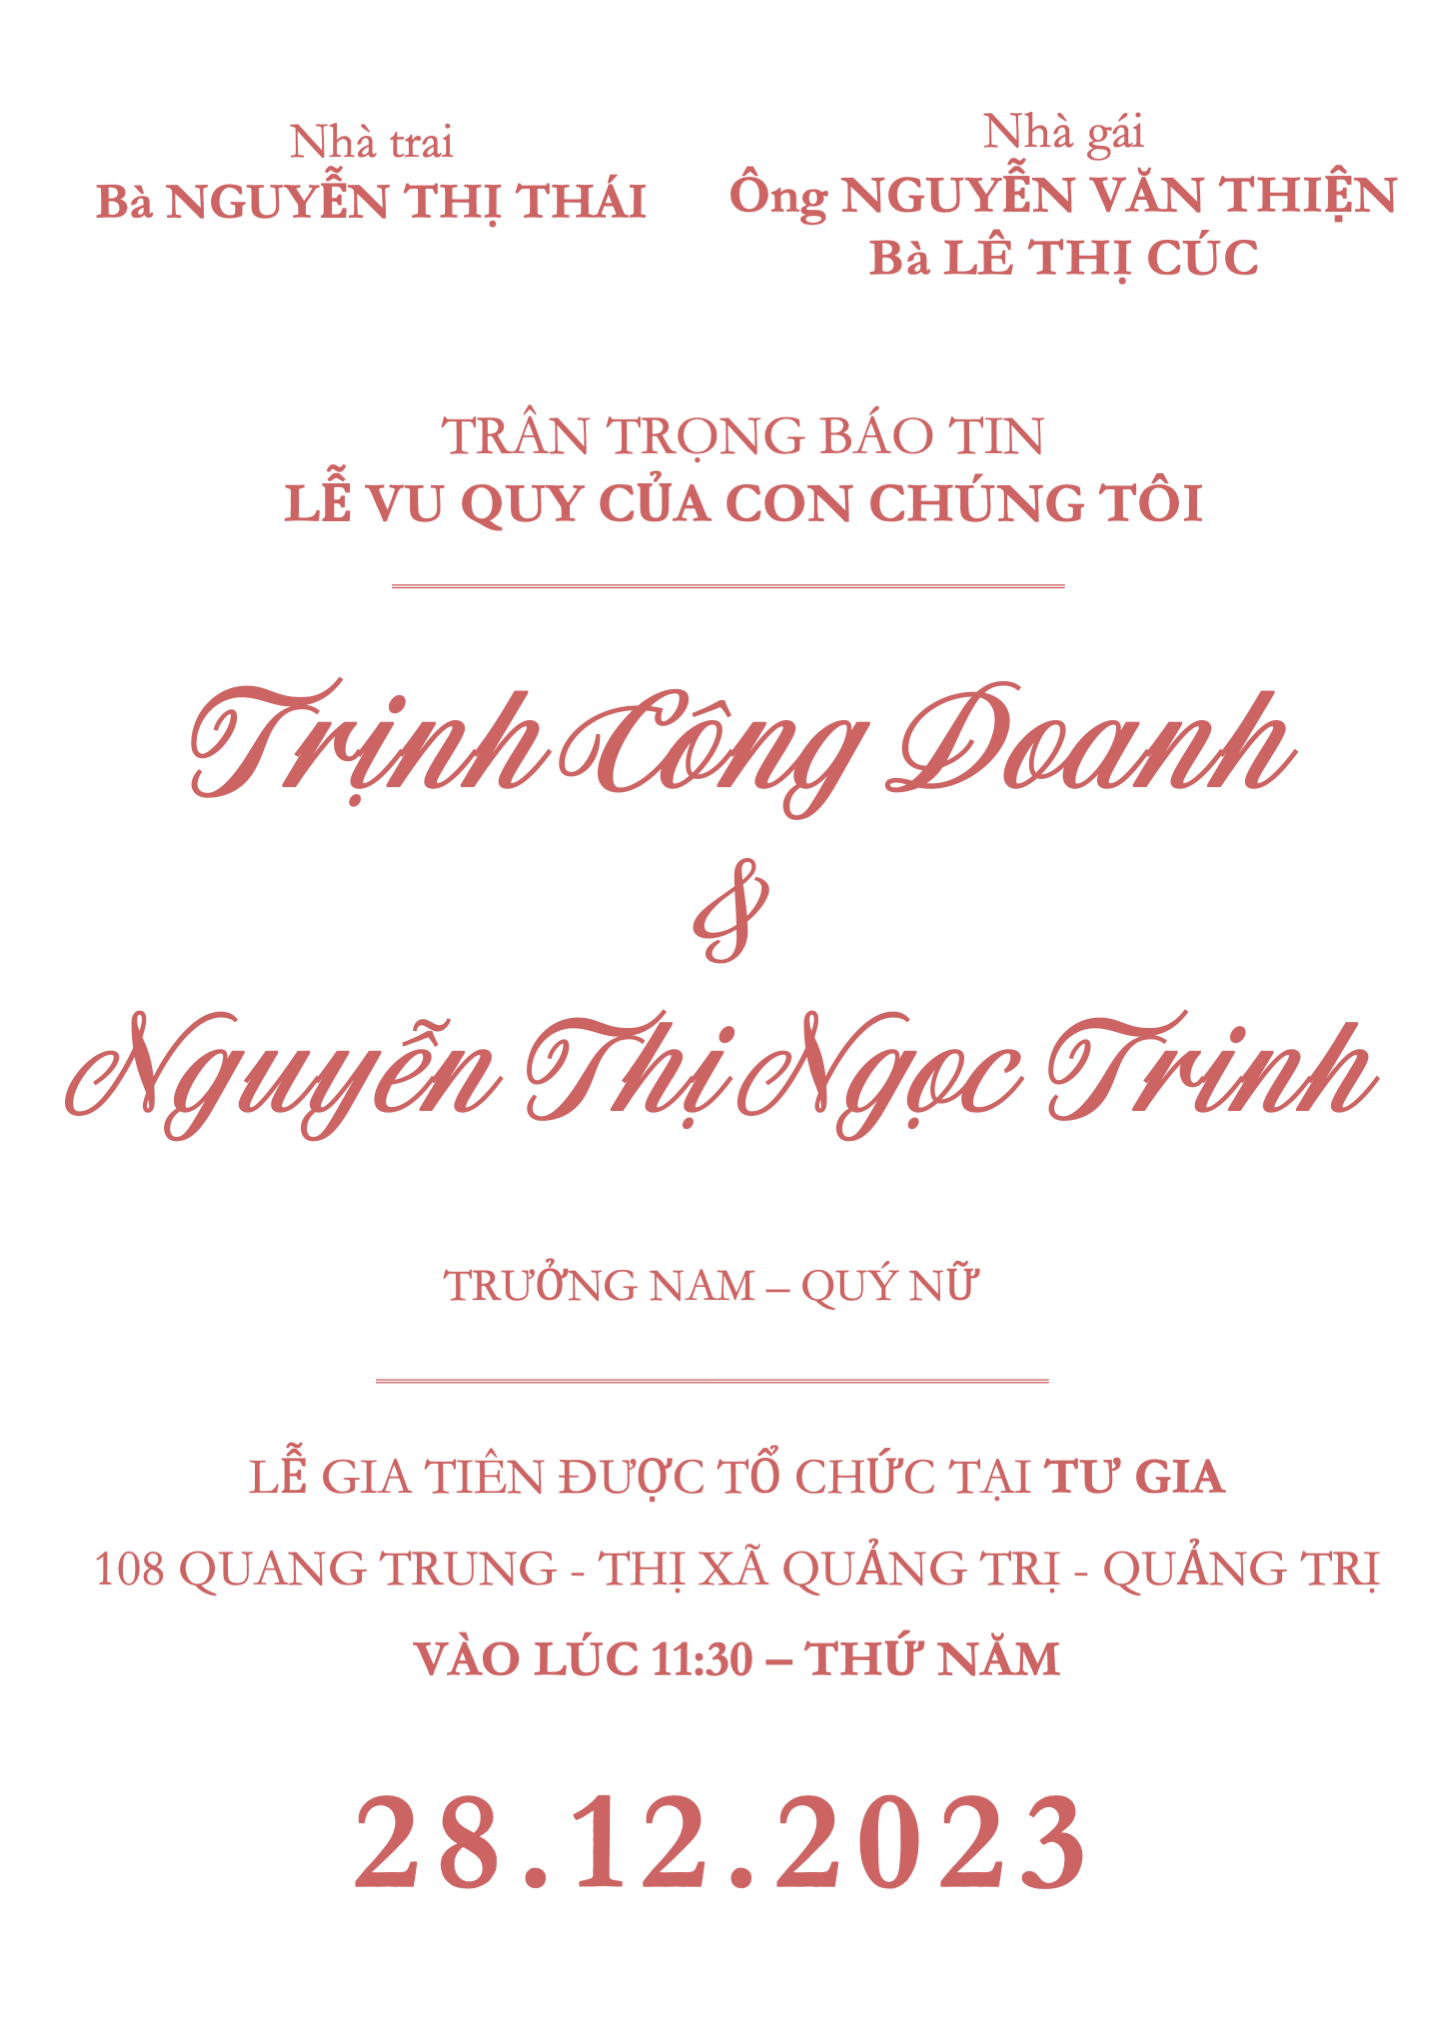 Nhà trai
Bà NGUYỄN THỊ THÁI
Nhà gái
Ông NGUYỄN VĂN THIỆN
Bà LÊ THỊ CÚC
TRÂN TRỌNG BÁO TIN
LỄ VU QUY CỦA CON CHÚNG TÔI
Trịnh Công Doanh
&
Nguyễn Thị Ngọc Trinh
TRƯỞNG NAM – QUÝ NỮ
LỄ GIA TIÊN ĐƯỢC TỔ CHỨC TẠI TƯ GIA
108 QUANG TRUNG - THỊ XÃ QUẢNG TRỊ - QUẢNG TRỊ
VÀO LÚC 11:30 – THỨ NĂM
28.12.2023